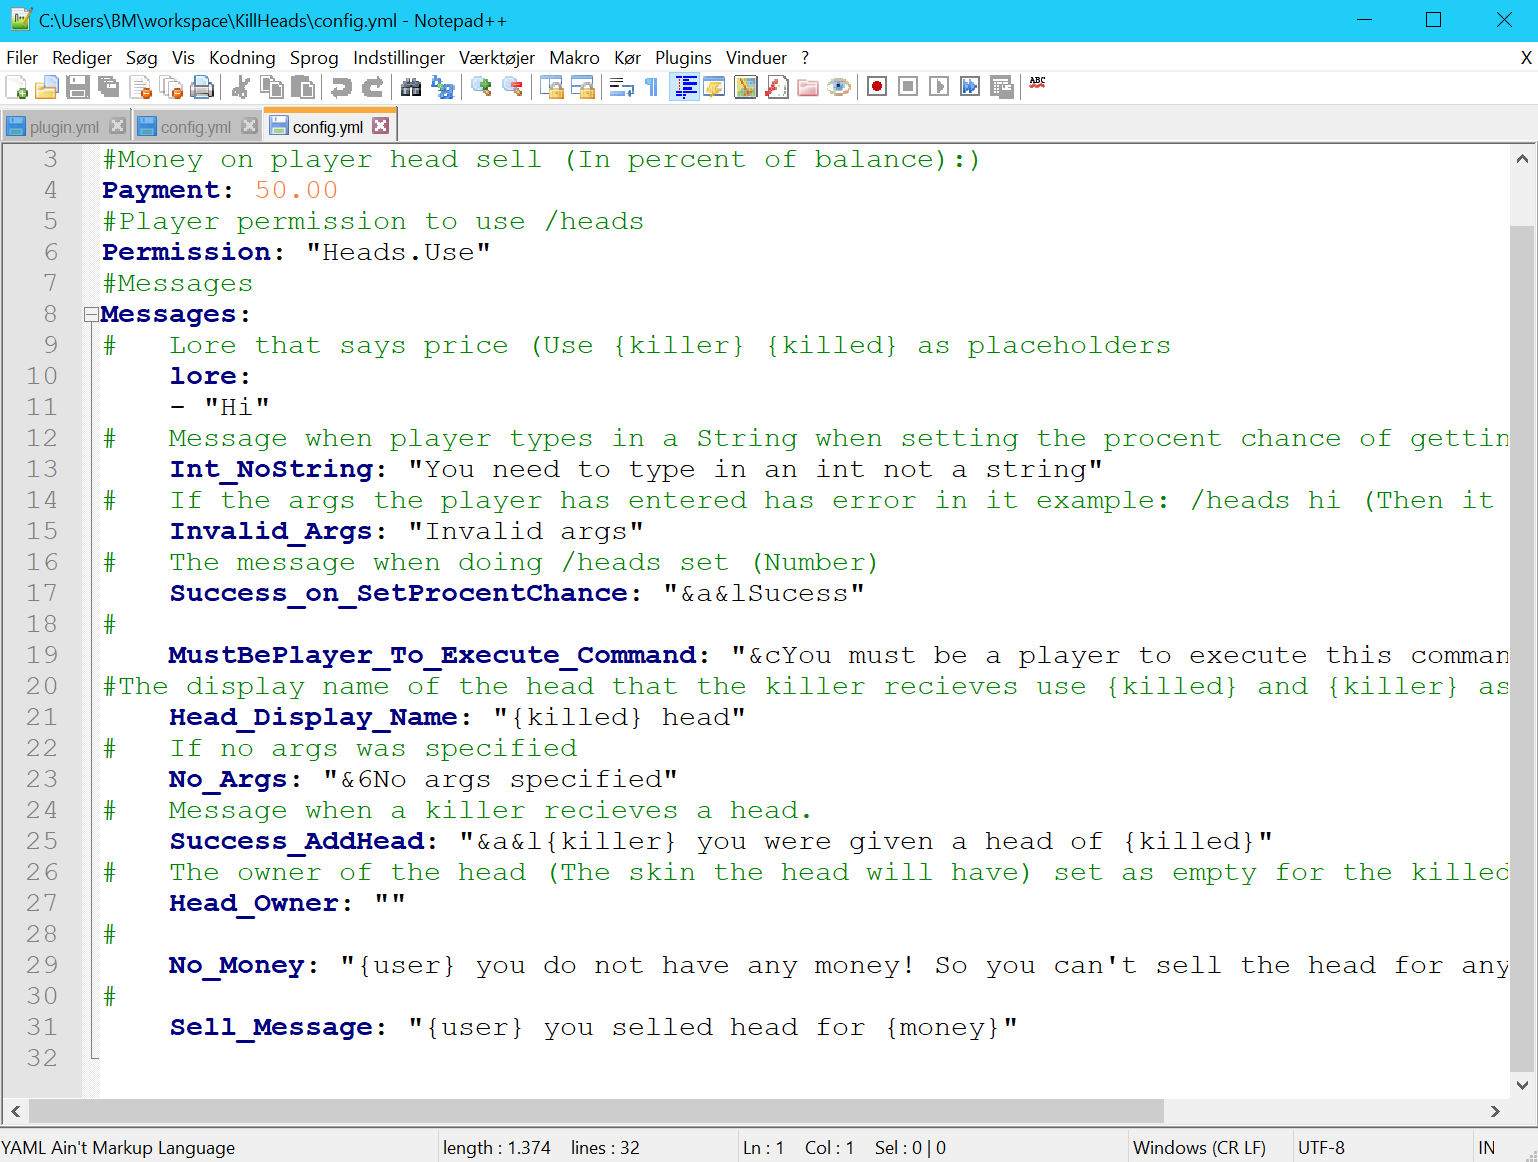 C:\Users\BM\workspace\KillHeads\config.yml - Notepad++
Filer Rediger Søg Vis Kodning Sprog Indstillinger Værktøjer Makro Kør Plugins Vinduer ? X
ABC
plugin.yml config.yml config.yml
3 #Money on player head sell (In percent of balance):)
4 Payment: 50.00
5 #Player permission to use /heads
6 Permission: "Heads.Use"
7 #Messages
8 Messages:
9 # Lore that says price (Use {killer} {killed} as placeholders
10 lore:
11 - "Hi"
12 # Message when player types in a String when setting the procent chance of gettin
13 Int_NoString: "You need to type in an int not a string"
14 # If the args the player has entered has error in it example: /heads hi (Then it
15 Invalid_Args: "Invalid args"
16 # The message when doing /heads set (Number)
17 Success_on_SetProcentChance: "&a&lSucess"
18 #
19 MustBePlayer_To_Execute_Command: "&cYou must be a player to execute this comman
20 #The display name of the head that the killer recieves use {killed} and {killer} as
21 Head_Display_Name: "{killed} head"
22 # If no args was specified
23 No_Args: "&6No args specified"
24 # Message when a killer recieves a head.
25 Success_AddHead: "&a&l{killer} you were given a head of {killed}"
26 # The owner of the head (The skin the head will have) set as empty for the killed
27 Head_Owner: ""
28 #
29 No_Money: "{user} you do not have any money! So you can't sell the head for any
30 #
31 Sell_Message: "{user} you selled head for {money}"
32
YAML Ain't Markup Language length : 1.374 lines : 32 Ln : 1 Col : 1 Sel : 0 | 0 Windows (CR LF) UTF-8 IN